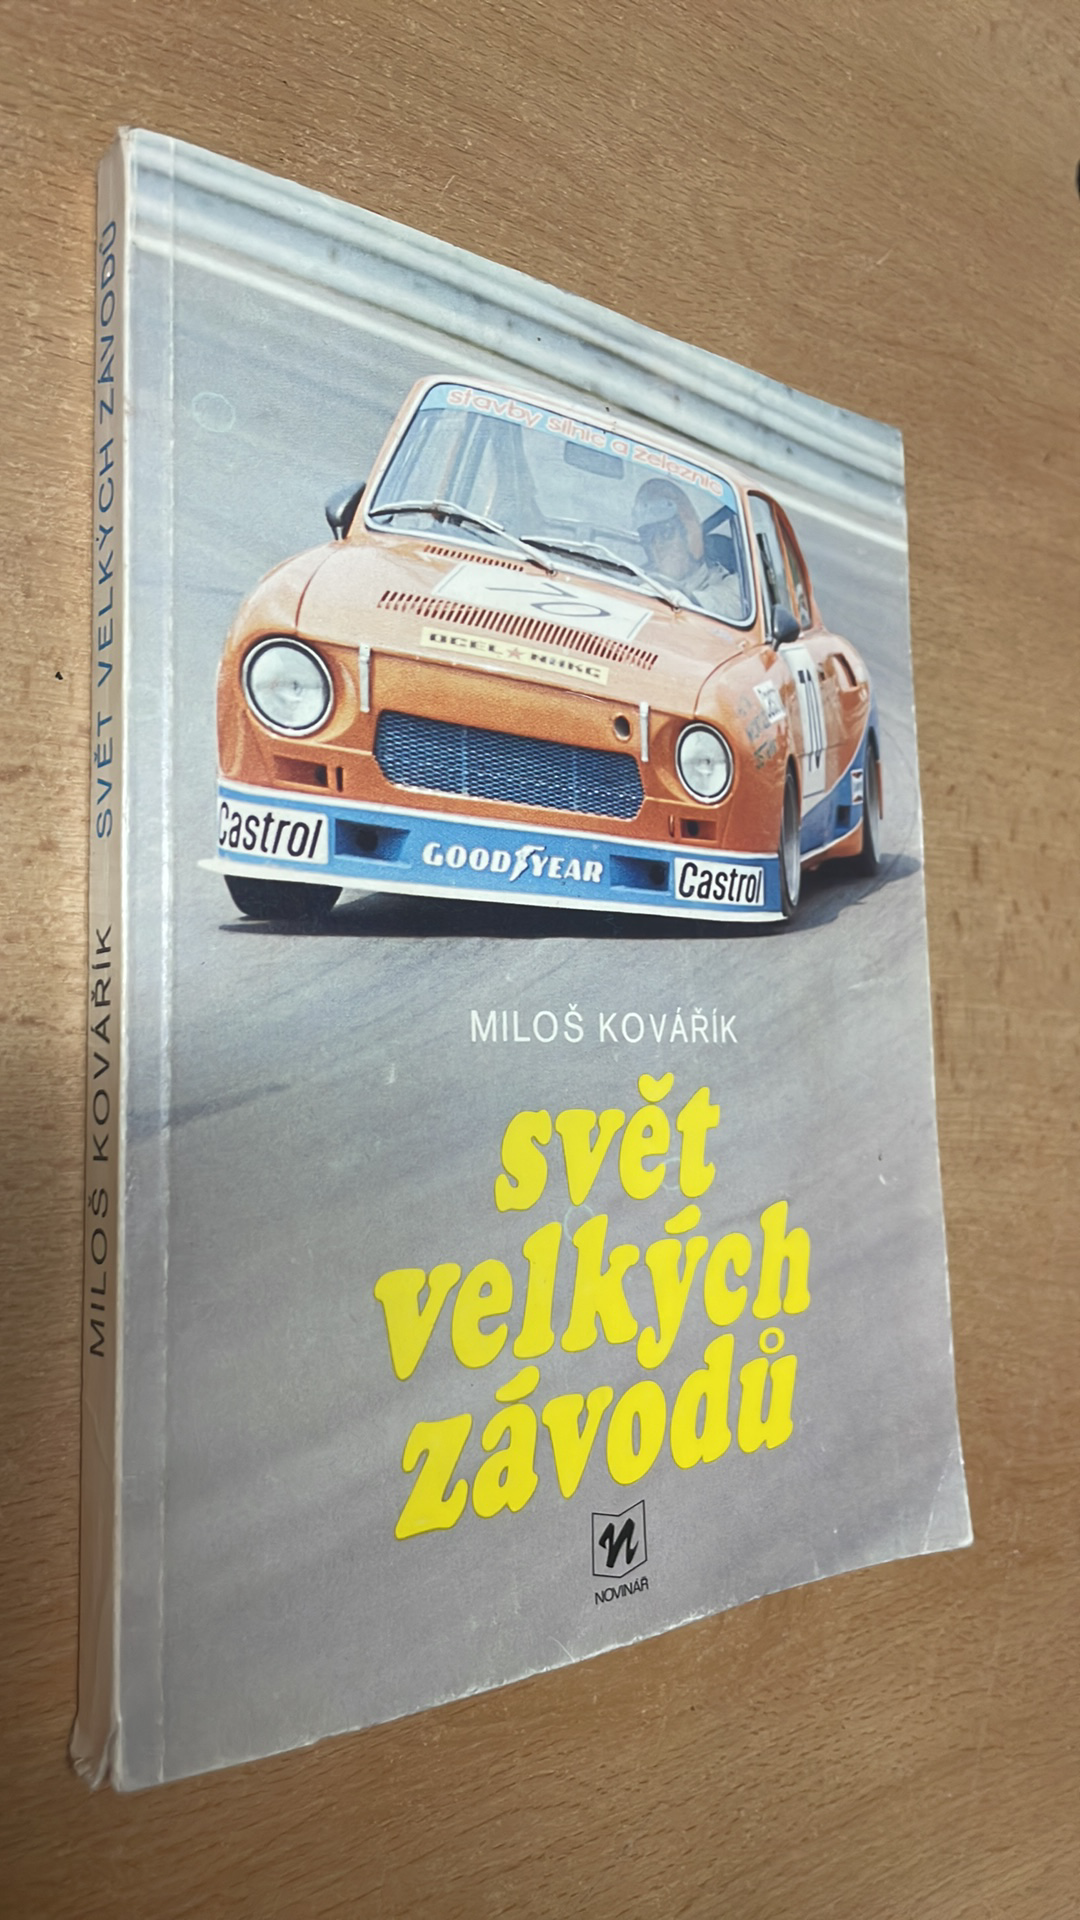 MILOŠ KOVÁŘÍK SVĚT VELKÝCH ZÁVODŮ
stavby silnic a železnic
70
OCEL
70
Castrol
GOODYEAR
Castrol
MILOŠ KOVÁŘÍK
svět
velkých
závodů
n
NOVINÁŘ